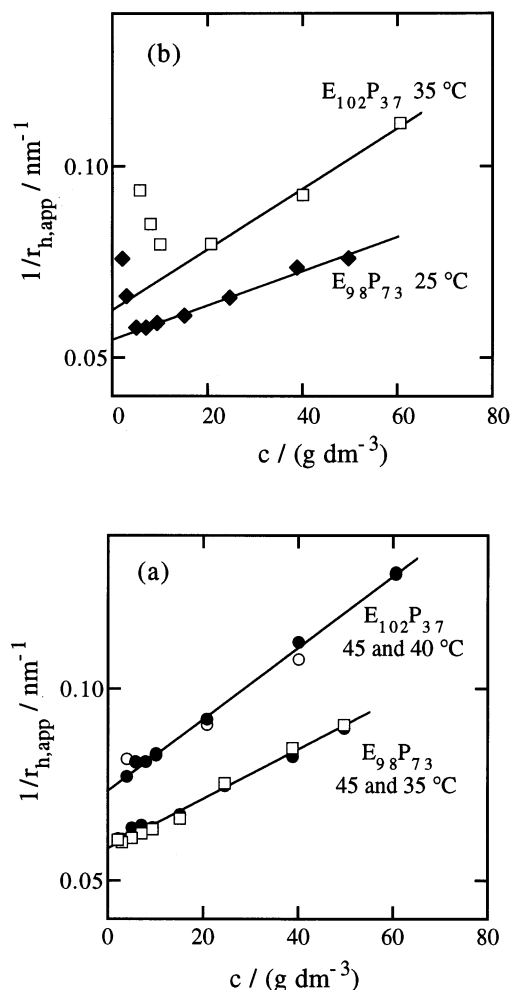 (b)
E₁₀₂P₃₇ 35 °C
0.10
1/r_h,app / nm⁻¹
E₉₈P₇₃ 25 °C
0.05
0 20 40 60 80
c / (g dm⁻³)
(a)
E₁₀₂P₃₇
45 and 40 °C
0.10
1/r_h,app / nm⁻¹
E₉₈P₇₃
45 and 35 °C
0.05
0 20 40 60 80
c / (g dm⁻³)